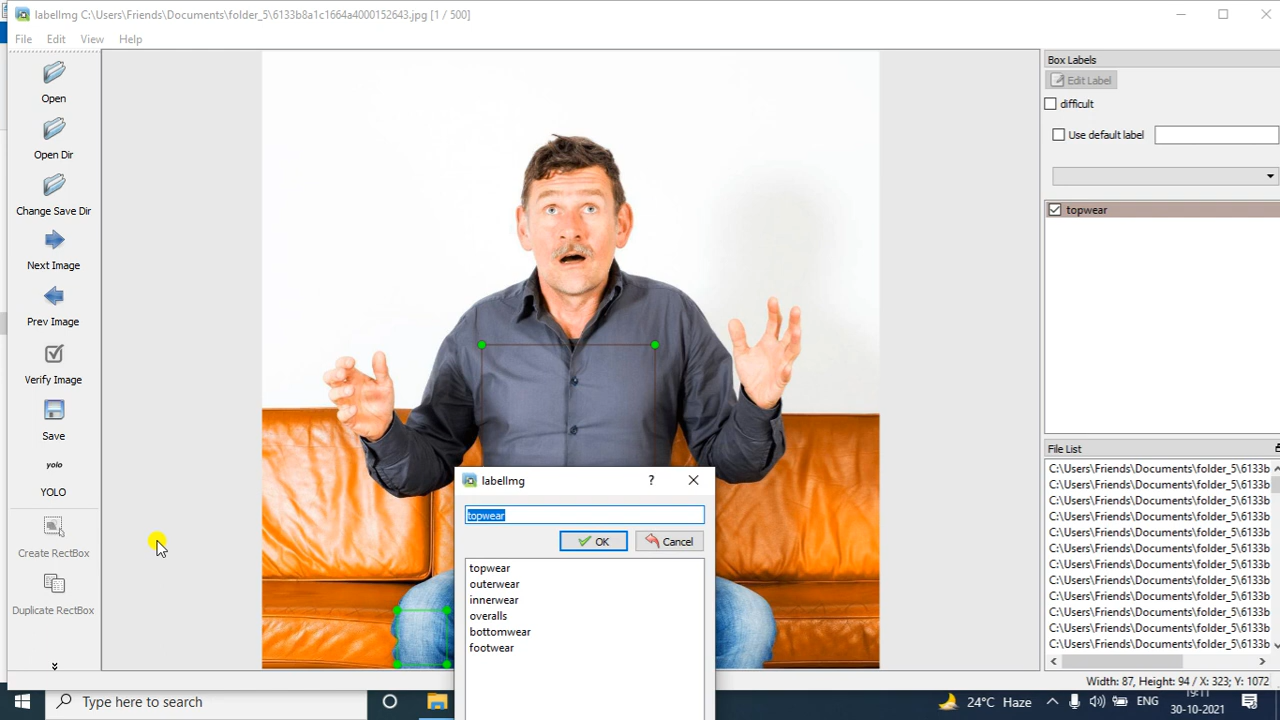 labelImg C:\Users\Friends\Documents\folder_5\6133b8a1c1664a4000152643.jpg [1 / 500]
File Edit View Help
Open
Open Dir
Change Save Dir
Next Image
Prev Image
Verify Image
Save
yolo
YOLO
Create RectBox
Duplicate RectBox
Box Labels
Edit Label
difficult
Use default label
topwear
File List
C:\Users\Friends\Documents\folder_5\6133b
C:\Users\Friends\Documents\folder_5\6133b
C:\Users\Friends\Documents\folder_5\6133b
C:\Users\Friends\Documents\folder_5\6133b
C:\Users\Friends\Documents\folder_5\6133b
C:\Users\Friends\Documents\folder_5\6133b
C:\Users\Friends\Documents\folder_5\6133b
C:\Users\Friends\Documents\folder_5\6133b
C:\Users\Friends\Documents\folder_5\6133b
C:\Users\Friends\Documents\folder_5\6133b
C:\Users\Friends\Documents\folder_5\6133b
C:\Users\Friends\Documents\folder_5\6133b
labelImg ?
topwear
OK Cancel
topwear
outerwear
innerwear
overalls
bottomwear
footwear
Width: 87, Height: 94 / X: 323; Y: 1072
Type here to search
24°C Haze
ENG
19:11
30-10-2021